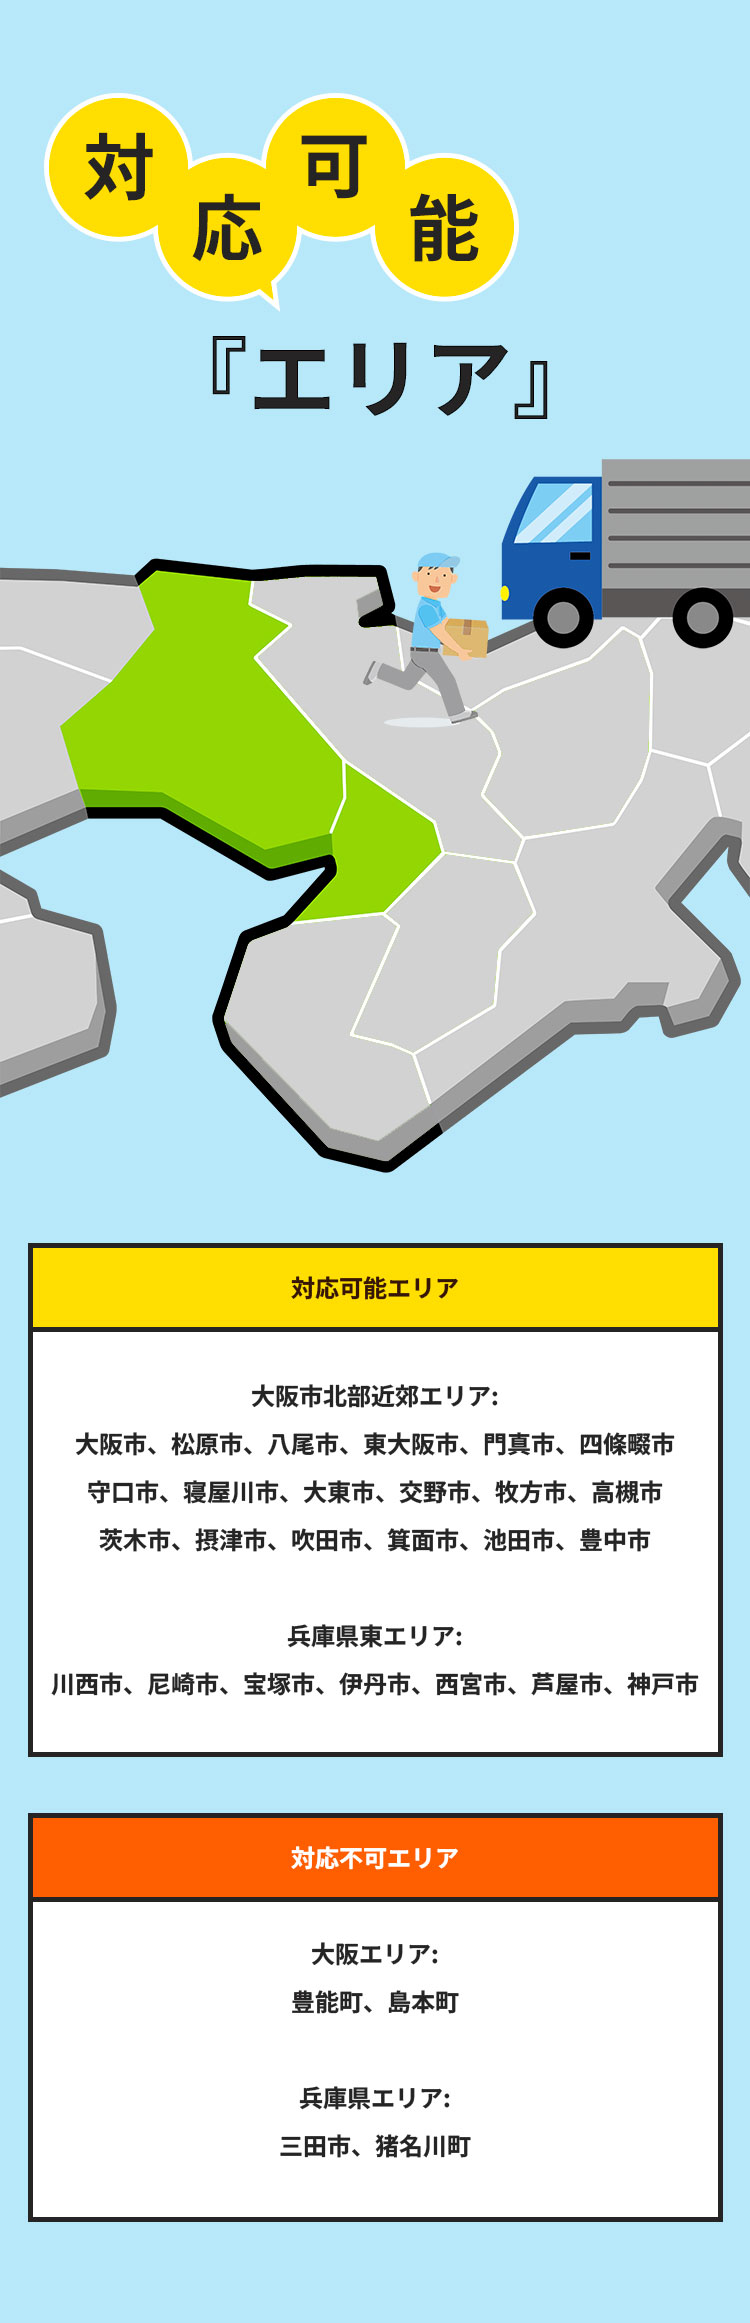 対応可能
『エリア』
対応可能エリア
大阪市北部近郊エリア:
大阪市、松原市、八尾市、東大阪市、門真市、四條畷市
守口市、寝屋川市、大東市、交野市、牧方市、高槻市
茨木市、摂津市、吹田市、箕面市、池田市、豊中市
兵庫県東エリア:
川西市、尼崎市、宝塚市、伊丹市、西宮市、芦屋市、神戸市
対応不可エリア
大阪エリア:
豊能町、島本町
兵庫県エリア:
三田市、猪名川町